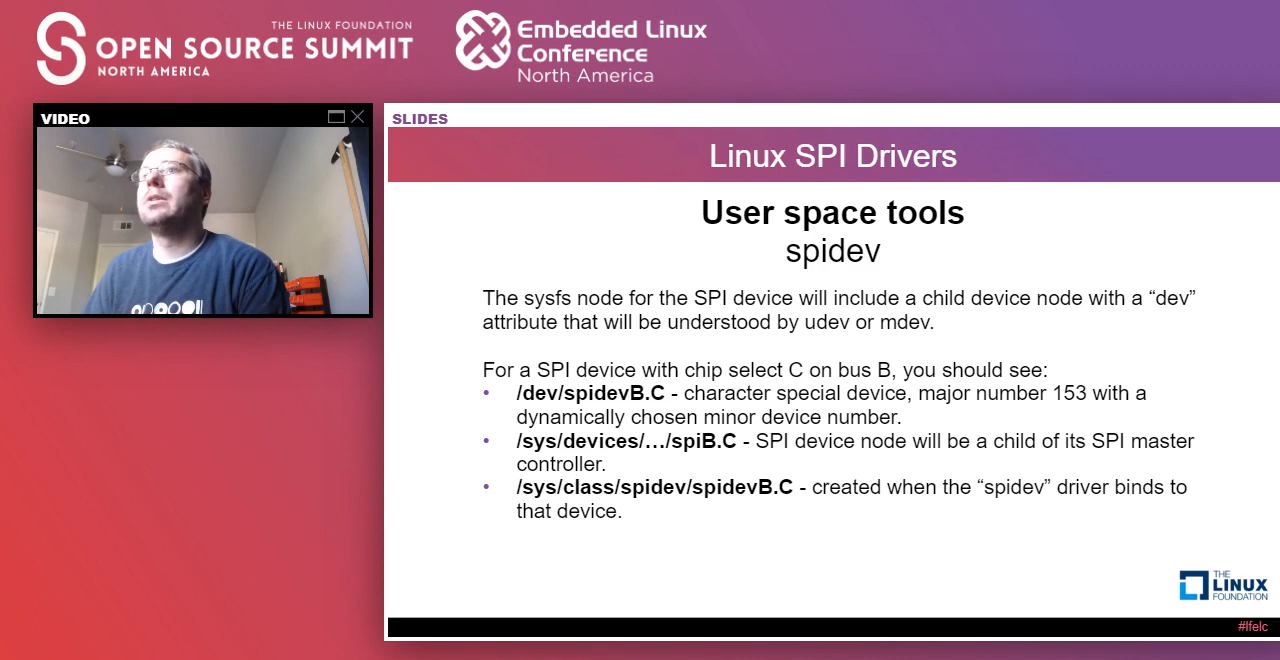 THE LINUX FOUNDATION
OPEN SOURCE SUMMIT
NORTH AMERICA
Embedded Linux
Conference
North America
VIDEO
SLIDES
Linux SPI Drivers
User space tools
spidev
The sysfs node for the SPI device will include a child device node with a “dev”
attribute that will be understood by udev or mdev.
For a SPI device with chip select C on bus B, you should see:
• /dev/spidevB.C - character special device, major number 153 with a
dynamically chosen minor device number.
• /sys/devices/…/spiB.C - SPI device node will be a child of its SPI master
controller.
• /sys/class/spidev/spidevB.C - created when the “spidev” driver binds to
that device.
THE
LINUX
FOUNDATION
#lfelc